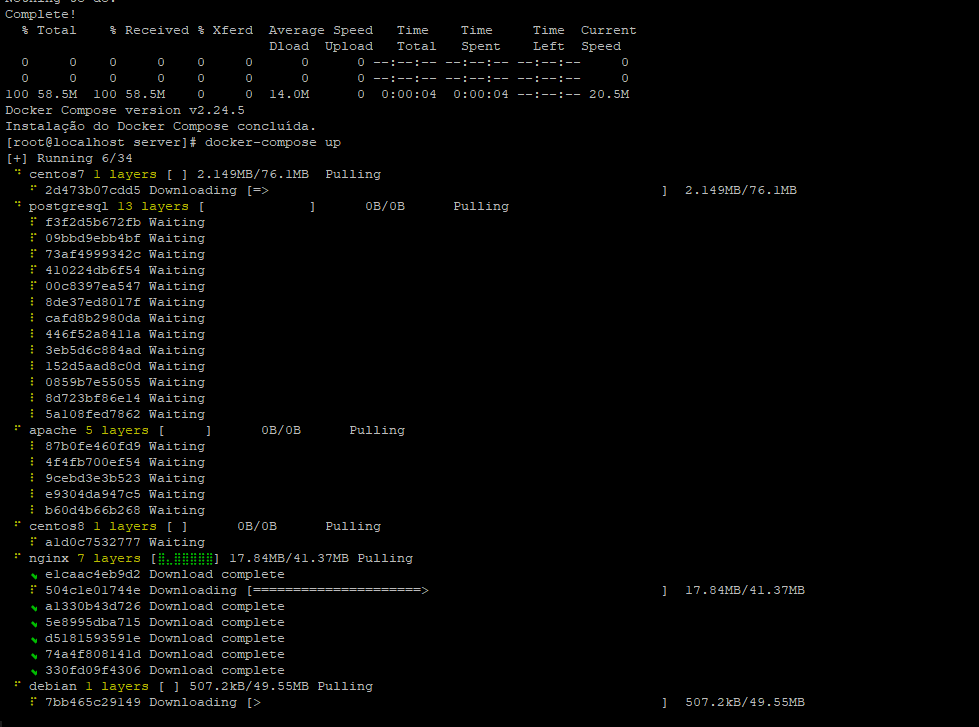 Nothing to do.
Complete!
% Total % Received % Xferd Average Speed Time Time Time Current
Dload Upload Total Spent Left Speed
0 0 0 0 0 0 0 0 --:--:-- --:--:-- --:--:-- 0
0 0 0 0 0 0 0 0 --:--:-- --:--:-- --:--:-- 0
100 58.5M 100 58.5M 0 0 14.0M 0 0:00:04 0:00:04 --:--:-- 20.5M
Docker Compose version v2.24.5
Instalação do Docker Compose concluída.
[root@localhost server]# docker-compose up
[+] Running 6/34
centos7 1 layers [ ] 2.149MB/76.1MB Pulling
2d473b07cdd5 Downloading [=> ] 2.149MB/76.1MB
postgresql 13 layers [ ] 0B/0B Pulling
f3f2d5b672fb Waiting
09bbd9ebb4bf Waiting
73af4999342c Waiting
410224db6f54 Waiting
00c8397ea547 Waiting
8de37ed8017f Waiting
cafd8b2980da Waiting
446f52a8411a Waiting
3eb5d6c884ad Waiting
152d5aad8c0d Waiting
0859b7e55055 Waiting
8d723bf86e14 Waiting
5a108fed7862 Waiting
apache 5 layers [ ] 0B/0B Pulling
87b0fe460fd9 Waiting
4f4fb700ef54 Waiting
9cebd3e3b523 Waiting
e9304da947c5 Waiting
b60d4b66b268 Waiting
centos8 1 layers [ ] 0B/0B Pulling
a1d0c7532777 Waiting
nginx 7 layers [⣿⣄⣿⣿⣿⣿⣿] 17.84MB/41.37MB Pulling
e1caac4eb9d2 Download complete
504c1e01744e Downloading [=====================> ] 17.84MB/41.37MB
a1330b43d726 Download complete
5e8995dba715 Download complete
d5181593591e Download complete
74a4f808141d Download complete
330fd09f4306 Download complete
debian 1 layers [ ] 507.2kB/49.55MB Pulling
7bb465c29149 Downloading [> ] 507.2kB/49.55MB